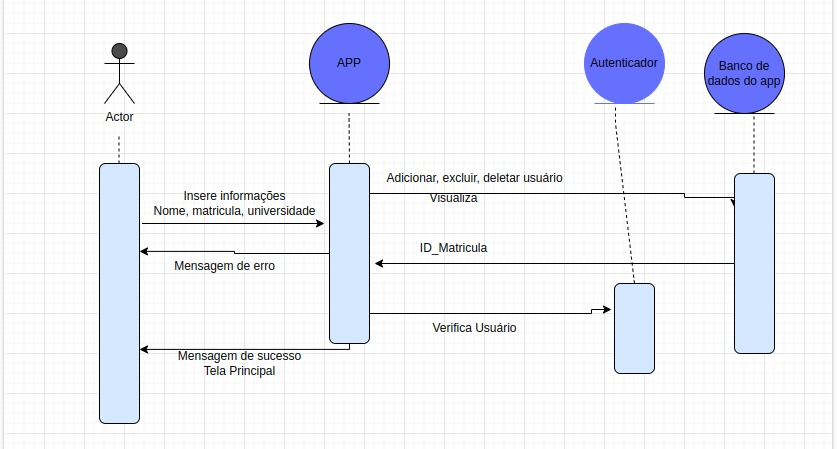 APP
Autenticador
Banco de
dados do app
Actor
Adicionar, excluir, deletar usuário
Visualiza
Insere informações
Nome, matricula, universidade
ID_Matricula
Mensagem de erro
Verifica Usuário
Mensagem de sucesso
Tela Principal